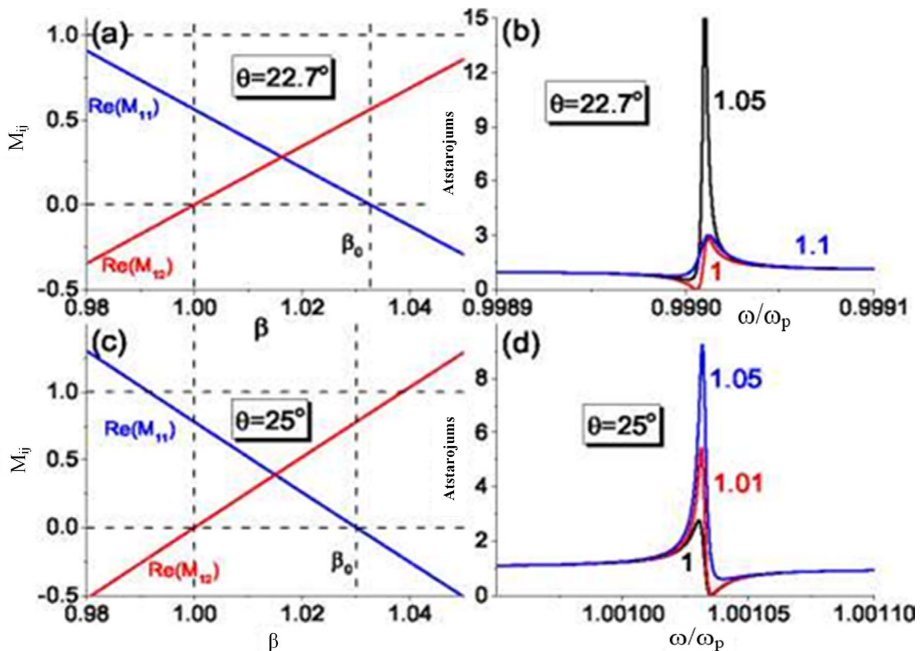 (a)
θ=22.7°
Re(M11)
Re(M12)
β0
Mij
1.0
0.5
0.0
-0.5
0.98
1.00
1.02
1.04
β
(b)
θ=22.7°
1.05
1.1
1
Atstarojums
15
12
9
6
3
0
0.9989
0.9990
0.9991
ω/ωp
(c)
θ=25°
Re(M11)
Re(M12)
β0
Mij
1.0
0.5
0.0
-0.5
0.98
1.00
1.02
1.04
β
(d)
θ=25°
1.05
1.01
1
Atstarojums
8
6
4
2
0
1.00100
1.00105
1.00110
ω/ωp